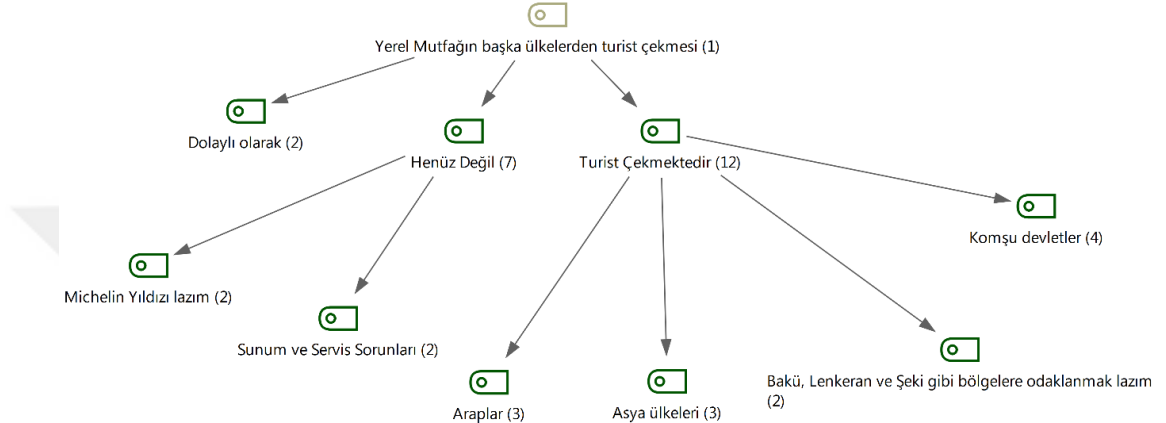 Yerel Mutfağın başka ülkelerden turist çekmesi (1)
Dolaylı olarak (2)
Henüz Değil (7)
Turist Çekmektedir (12)
Komşu devletler (4)
Michelin Yıldızı lazım (2)
Sunum ve Servis Sorunları (2)
Araplar (3)
Asya ülkeleri (3)
Bakü, Lenkeran ve Şeki gibi bölgelere odaklanmak lazım
(2)